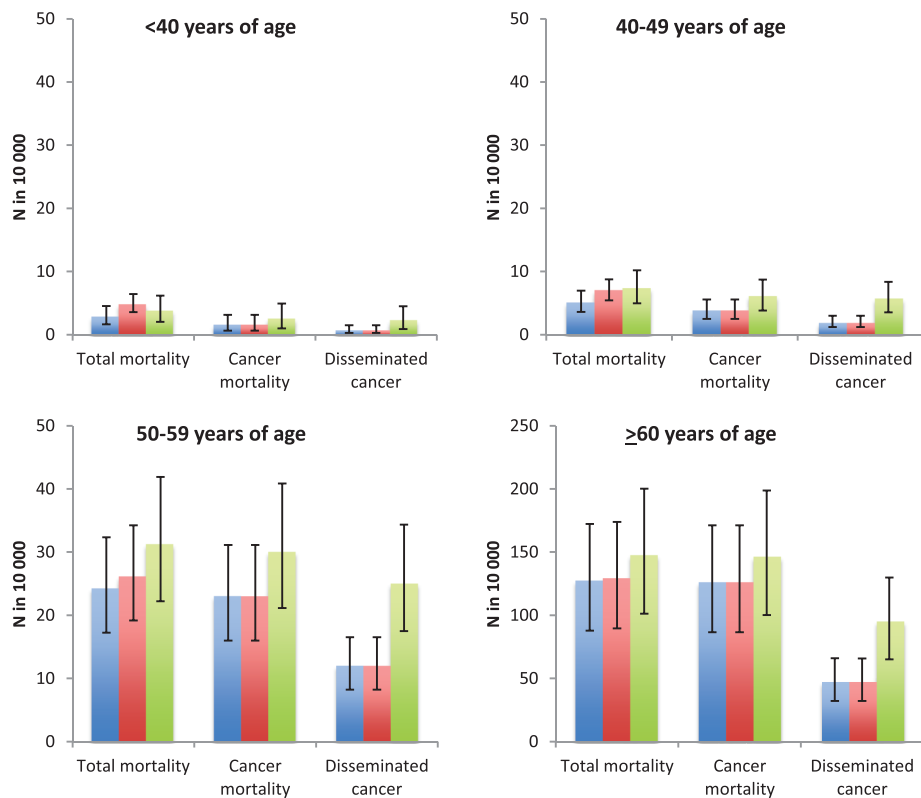 <40 years of age
N in 10 000
50
40
30
20
10
0
Total mortality
Cancer
mortality
Disseminated
cancer
40-49 years of age
N in 10 000
50
40
30
20
10
0
Total mortality
Cancer
mortality
Disseminated
cancer
50-59 years of age
N in 10 000
50
40
30
20
10
0
Total mortality
Cancer
mortality
Disseminated
cancer
≥60 years of age
N in 10 000
250
200
150
100
50
0
Total mortality
Cancer
mortality
Disseminated
cancer